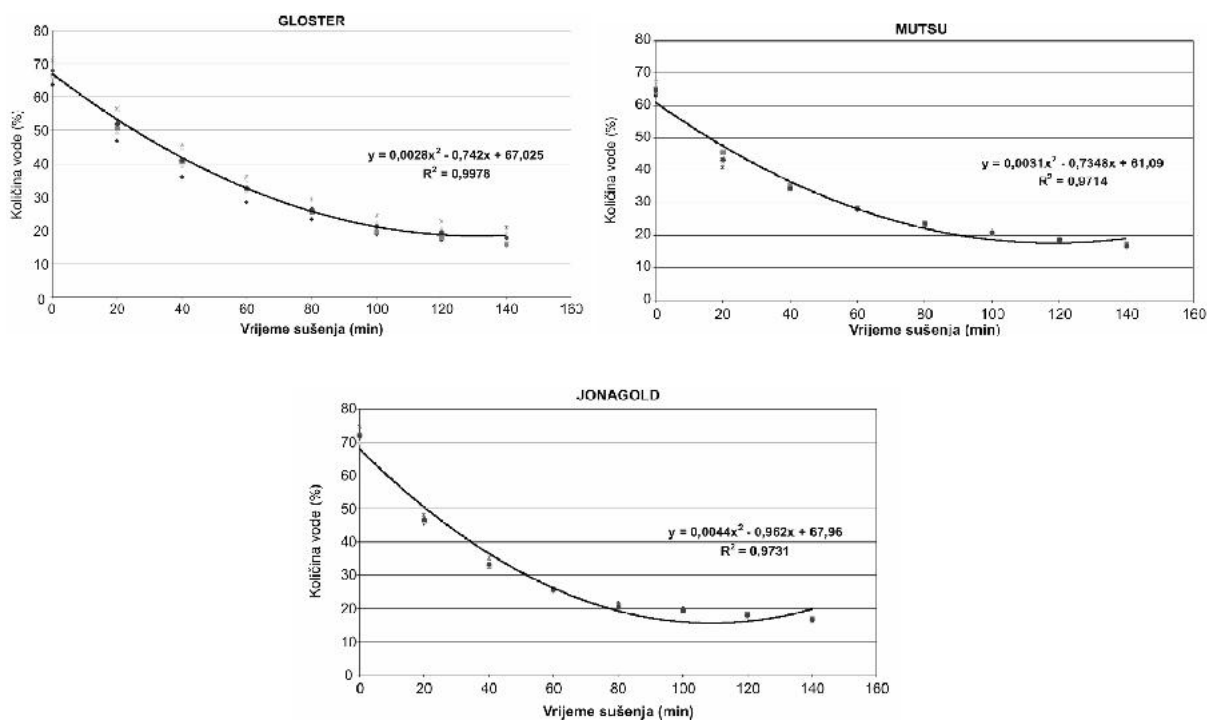 GLOSTER
Količina vode (%)
80
70
60
50
40
30
20
10
0
y = 0,0028x² - 0,742x + 67,025
R² = 0,9978
0 20 40 60 80 100 120 140 160
Vrijeme sušenja (min)
MUTSU
Količina vode (%)
80
70
60
50
40
30
20
10
0
y = 0,0031x² - 0,7348x + 61,09
R² = 0,9714
0 20 40 60 80 100 120 140 160
Vrijeme sušenja (min)
JONAGOLD
Količina vode (%)
80
70
60
50
40
30
20
10
0
y = 0,0044x² - 0,962x + 67,96
R² = 0,9731
0 20 40 60 80 100 120 140 160
Vrijeme sušenja (min)